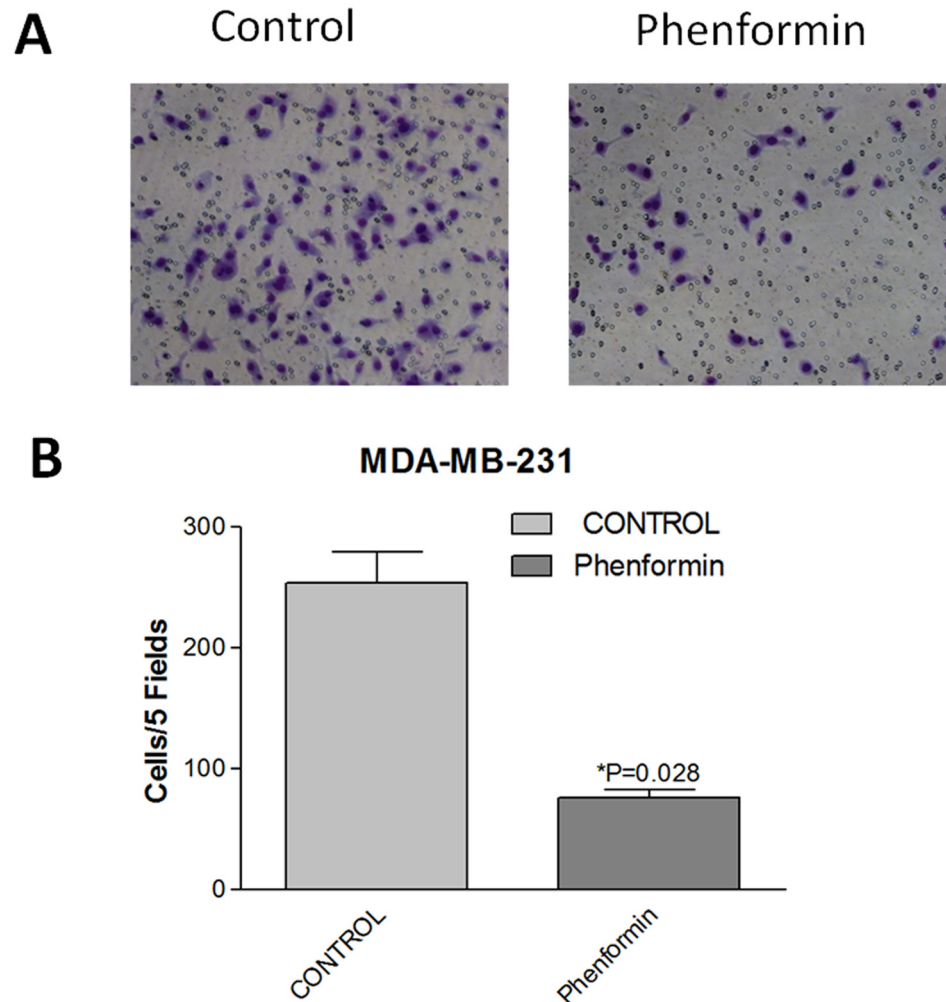 A
Control
Phenformin
B
MDA-MB-231
CONTROL
Phenformin
Cells/5 Fields
300
200
100
0
*P=0.028
CONTROL
Phenformin